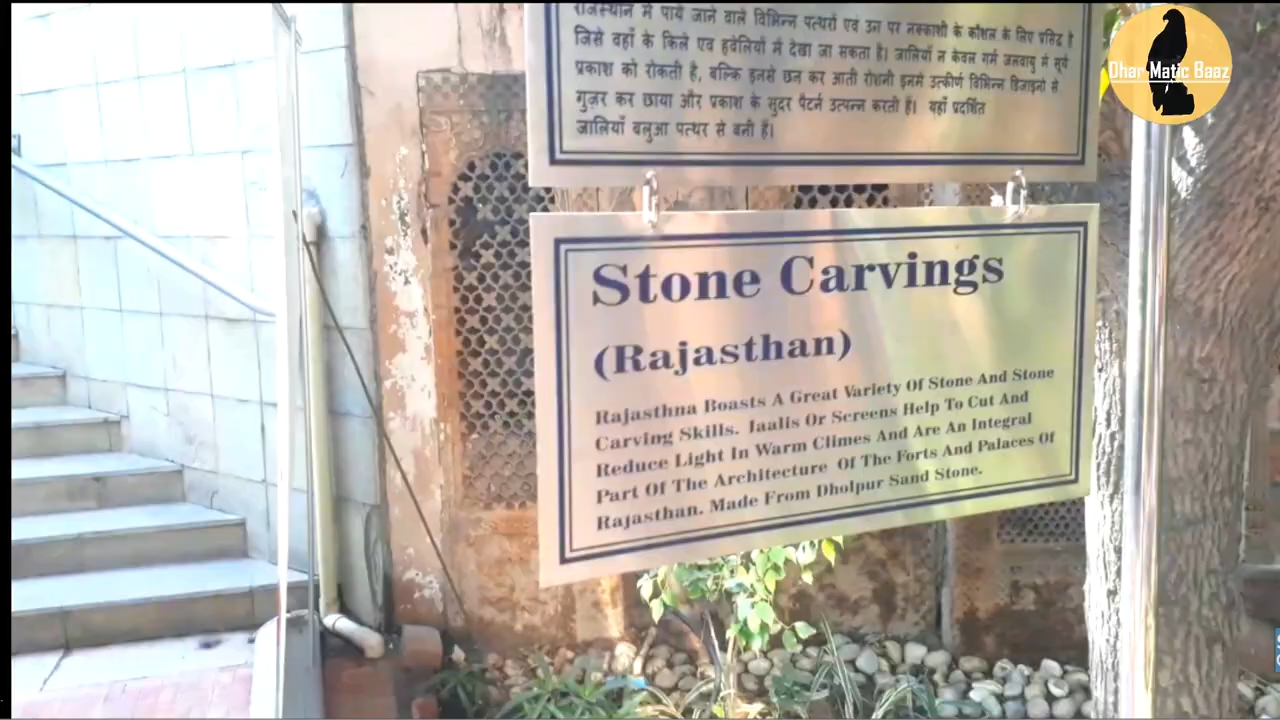 राजस्थान में पाये जाने वाले विभिन्न पत्थरों एवं उन पर नक्काशी के कौशल के लिए प्रसिद्ध है
जिसे वहाँ के किले एव हवेलियों में देखा जा सकता है। जालियाँ न केवल गर्म जलवायु में सूर्य
प्रकाश को रोकती है, बल्कि इनसे छन कर आती रोशनी इनमे उत्कीर्ण विभिन्न डिजाइनो से
गुज़र कर छाया और प्रकाश के सुदर पैटर्न उत्पन्न करती हैं। यहाँ प्रदर्शित
जालियाँ बलुआ पत्थर से बनी हैं।
Dhar Matic Baaz
Stone Carvings
(Rajasthan)
Rajasthna Boasts A Great Variety Of Stone And Stone
Carving Skills. Jaalis Or Screens Help To Cut And
Reduce Light In Warm Climes And Are An Integral
Part Of The Architecture Of The Forts And Palaces Of
Rajasthan. Made From Dholpur Sand Stone.